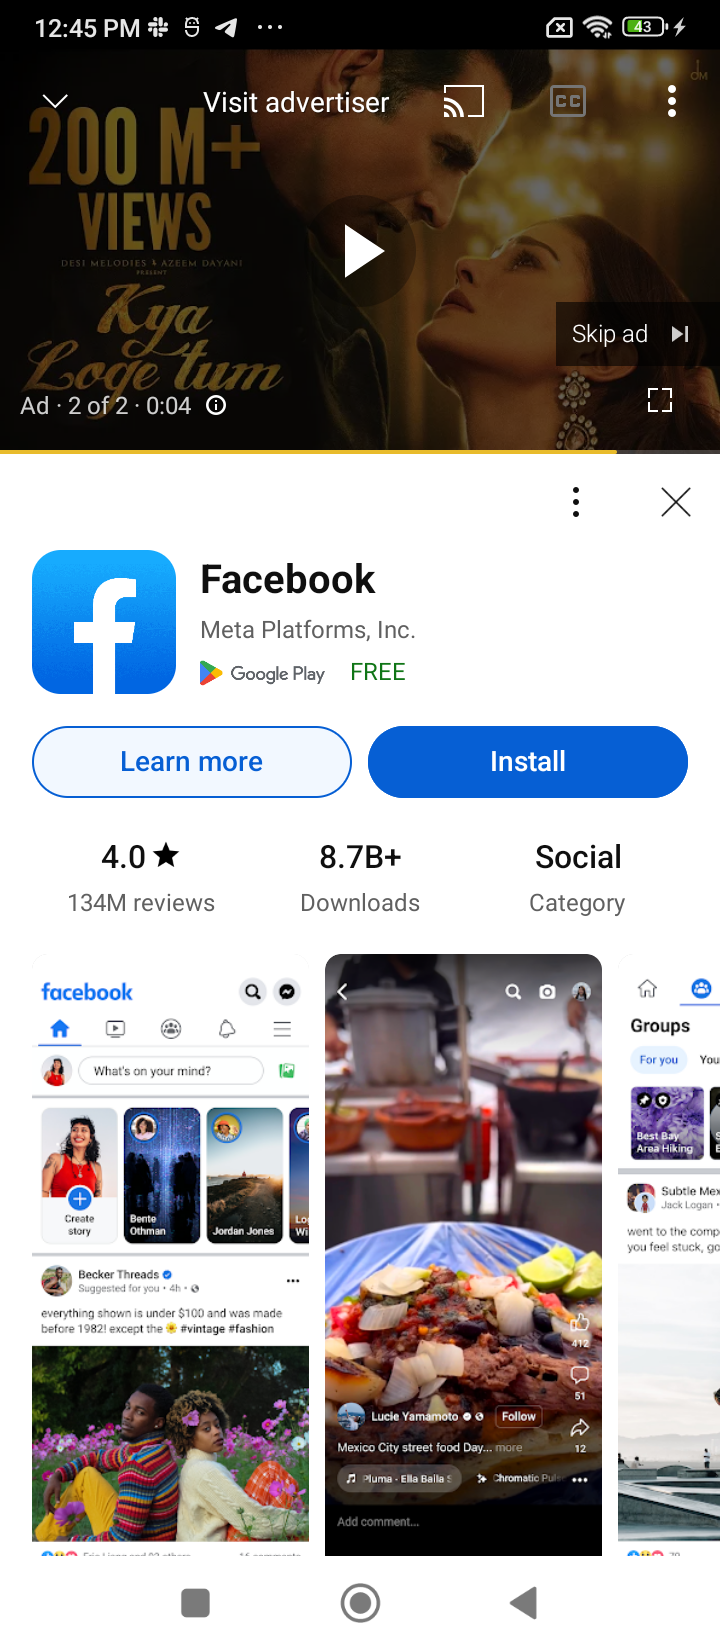 12:45 PM
43
Visit advertiser
CC
200 M+
VIEWS
DESI MELODIES & AZEEM DAYANI
PRESENT
Kya
Loge tum
Skip ad
Ad · 2 of 2 · 0:04
Facebook
Meta Platforms, Inc.
Google Play FREE
Learn more
Install
4.0★ 8.7B+ Social
134M reviews Downloads Category
facebook
What's on your mind?
Create
story
Bente
Othman
Jordan Jones
Becker Threads
Suggested for you • 4h •
everything shown is under $100 and was made
before 1982! except the 🌼 #vintage #fashion
412
51
Lucie Yamamoto
Follow
12
Mexico City street food Day... more
Pluma - Ella Baila S
Chromatic Pul
Add comment...
Groups
For you
You
Best Bay
Area Hiking
Subtle Mex
Jack Logan •
went to the comp
you feel stuck, go